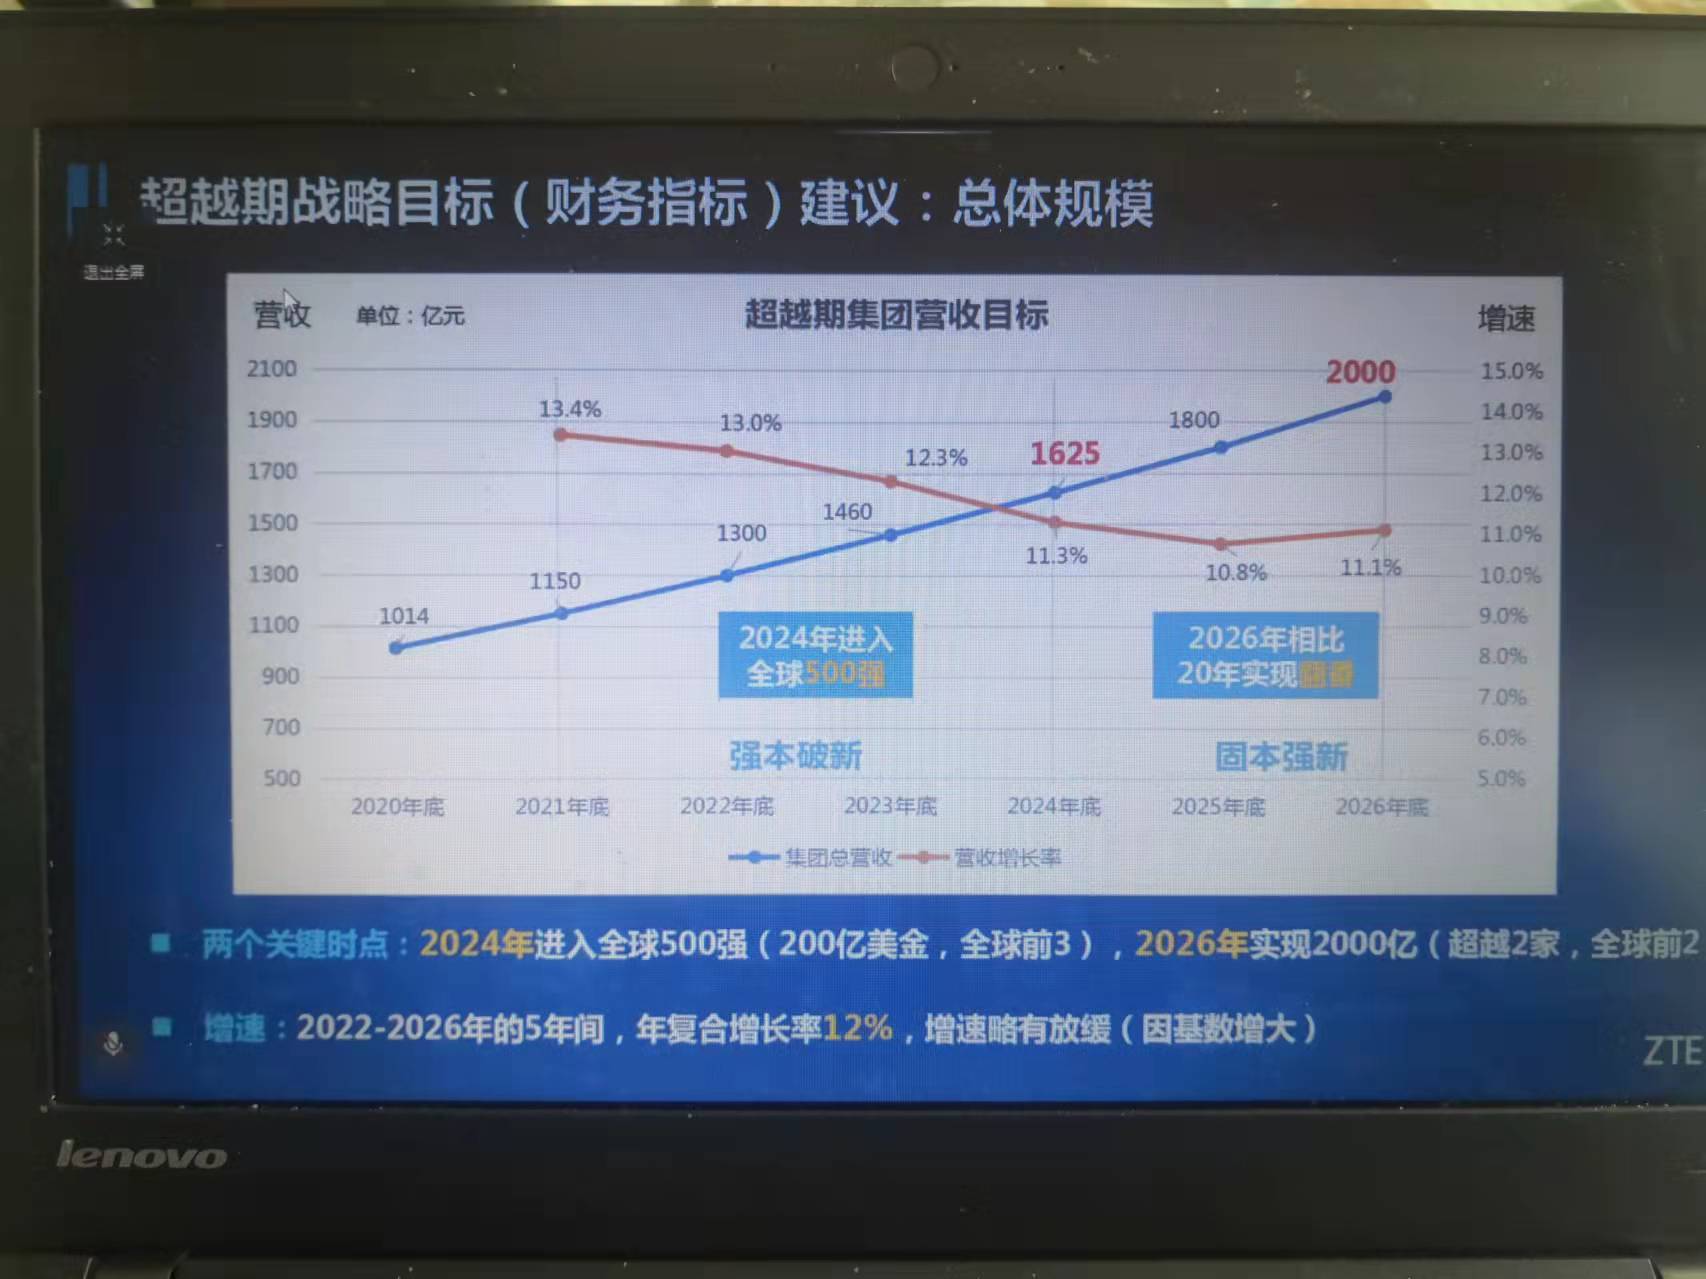 超越期战略目标（财务指标）建议：总体规模
退出全屏
营收 单位：亿元 超越期集团营收目标 增速
2100
1900
1700
1500
1300
1100
900
700
500
15.0%
14.0%
13.0%
12.0%
11.0%
10.0%
9.0%
8.0%
7.0%
6.0%
5.0%
13.4%
13.0%
12.3%
11.3%
10.8%
11.1%
1014
1150
1300
1460
1625
1800
2000
2024年进入
全球500强
2026年相比
20年实现翻番
强本破新
固本强新
2020年底 2021年底 2022年底 2023年底 2024年底 2025年底 2026年底
集团总营收 营收增长率
两个关键时点：2024年进入全球500强（200亿美金，全球前3），2026年实现2000亿（超越2家，全球前2
增速：2022-2026年的5年间，年复合增长率12%，增速略有放缓（因基数增大）
ZTE
lenovo